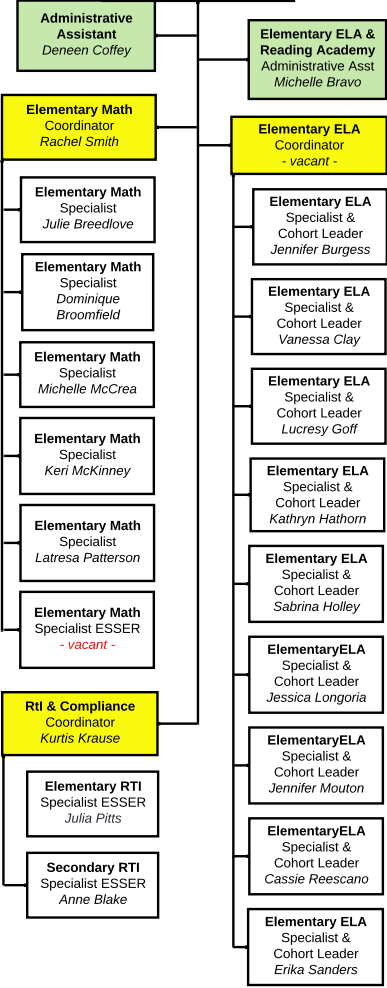 Administrative
Assistant
Deneen Coffey
Elementary Math
Coordinator
Rachel Smith
Elementary Math
Specialist
Julie Breedlove
Elementary Math
Specialist
Dominique
Broomfield
Elementary Math
Specialist
Michelle McCrea
Elementary Math
Specialist
Keri McKinney
Elementary Math
Specialist
Latresa Patterson
Elementary Math
Specialist ESSER
- vacant -
RtI & Compliance
Coordinator
Kurtis Krause
Elementary RTI
Specialist ESSER
Julia Pitts
Secondary RTI
Specialist ESSER
Anne Blake
Elementary ELA &
Reading Academy
Administrative Asst
Michelle Bravo
Elementary ELA
Coordinator
- vacant -
Elementary ELA
Specialist &
Cohort Leader
Jennifer Burgess
Elementary ELA
Specialist &
Cohort Leader
Vanessa Clay
Elementary ELA
Specialist &
Cohort Leader
Lucresy Goff
Elementary ELA
Specialist &
Cohort Leader
Kathryn Hathorn
Elementary ELA
Specialist &
Cohort Leader
Sabrina Holley
ElementaryELA
Specialist &
Cohort Leader
Jessica Longoria
ElementaryELA
Specialist &
Cohort Leader
Jennifer Mouton
ElementaryELA
Specialist &
Cohort Leader
Cassie Reescano
Elementary ELA
Specialist &
Cohort Leader
Erika Sanders